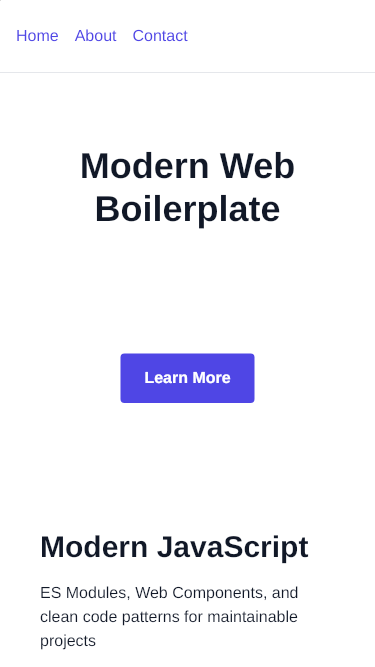 Home About Contact
Modern Web
Boilerplate
Learn More
Modern JavaScript
ES Modules, Web Components, and
clean code patterns for maintainable
projects